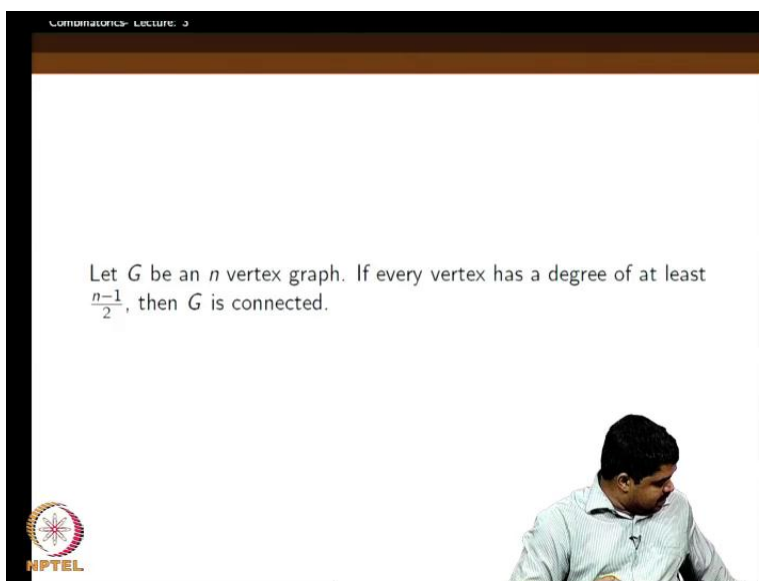 Combinatorics- Lecture: 3
Let G be an n vertex graph. If every vertex has a degree of at least
n−1/2, then G is connected.
NPTEL